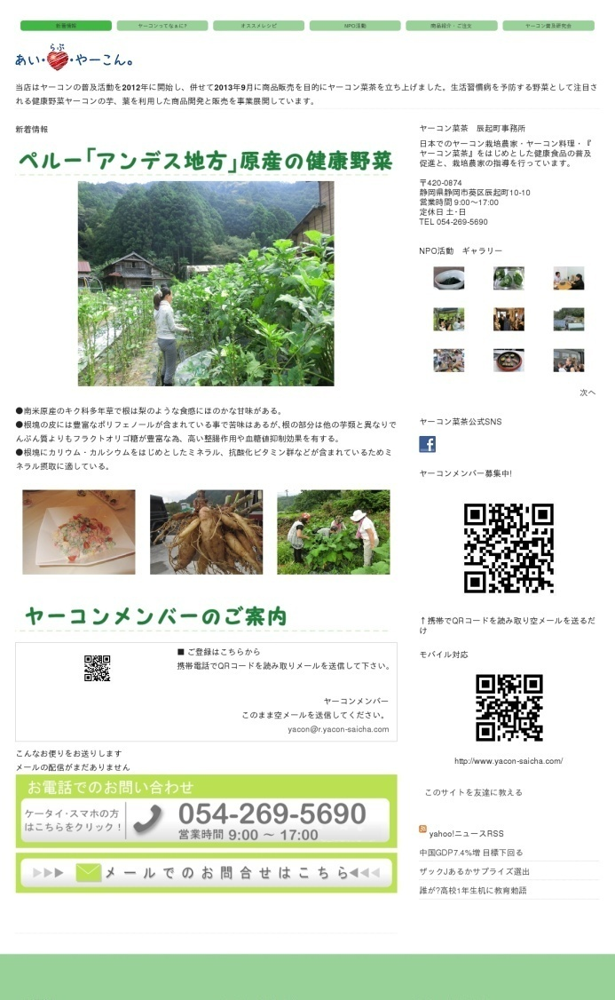 新着情報
ヤーコンってなぁに?
オススメレシピ
NPO活動
商品紹介・ご注文
ヤーコン普及研究会
らぶ
あい・・やーこん。
当店はヤーコンの普及活動を2012年に開始し、併せて2013年9月に商品販売を目的にヤーコン菜茶を立ち上げました。生活習慣病を予防する野菜として注目さ
れる健康野菜ヤーコンの芋、葉を利用した商品開発と販売を事業展開しています。
新着情報
ペルー「アンデス地方」原産の健康野菜
●南米原産のキク科多年草で根は梨のような食感にほのかな甘味がある。
●根塊の皮には豊富なポリフェノールが含まれている事で苦味はあるが、根の部分は他の芋類と異なりで
んぷん質よりもフラクトオリゴ糖が豊富な為、高い整腸作用や血糖値抑制効果を有する。
●根塊にカリウム・カルシウムをはじめとしたミネラル、抗酸化ビタミン群などが含まれているためミ
ネラル摂取に適している。
ヤーコンメンバーのご案内
■ ご登録はこちらから
携帯電話でQRコードを読み取りメールを送信して下さい。
ヤーコンメンバー
このまま空メールを送信してください。
yacon@r.yacon-saicha.com
こんなお便りをお送りします
メールの配信がまだありません
お電話でのお問い合わせ
ケータイ・スマホの方
はこちらをクリック！
054-269-5690
営業時間 9:00 ～ 17:00
メールでのお問合せはこちら
ヤーコン菜茶　辰起町事務所
日本でのヤーコン栽培農家・ヤーコン料理・『
ヤーコン菜茶』をはじめとした健康食品の普及
促進と、栽培農家の指導を行っています。
〒420-0874
静岡県静岡市葵区辰起町10-10
営業時間 9:00～17:00
定休日 土･日
TEL 054-269-5690
NPO活動　ギャラリー
次へ
ヤーコン菜茶公式SNS
ヤーコンメンバー募集中!
↑携帯でQRコードを読み取り空メールを送るだ
け
モバイル対応
http://www.yacon-saicha.com/
このサイトを友達に教える
yahoo!ニュースRSS
中国GDP7.4%増 目標下回る
ザックJあるかサプライズ選出
誰が?高校1年生机に教育勅語